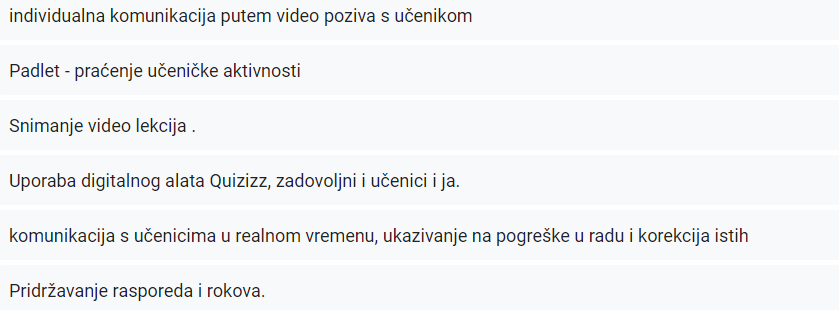 individualna komunikacija putem video poziva s učenikom
Padlet - praćenje učeničke aktivnosti
Snimanje video lekcija .
Uporaba digitalnog alata Quizizz, zadovoljni i učenici i ja.
komunikacija s učenicima u realnom vremenu, ukazivanje na pogreške u radu i korekcija istih
Pridržavanje rasporeda i rokova.